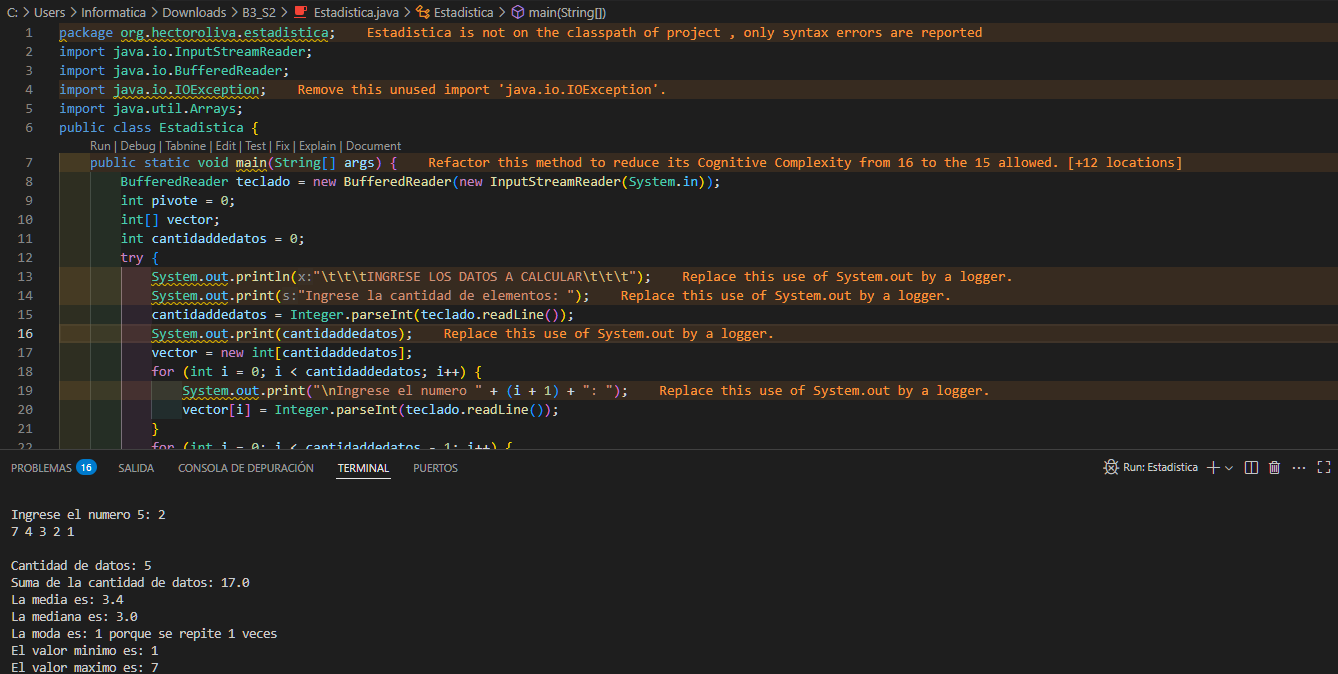 C: > Users > Informatica > Downloads > B3_S2 > Estadistica.java > Estadistica > main(String[])
1 package org.hectoroliva.estadistica; Estadistica is not on the classpath of project , only syntax errors are reported
2 import java.io.InputStreamReader;
3 import java.io.BufferedReader;
4 import java.io.IOException; Remove this unused import 'java.io.IOException'.
5 import java.util.Arrays;
6 public class Estadistica {
Run | Debug | Tabnine | Edit | Test | Fix | Explain | Document
7 public static void main(String[] args) { Refactor this method to reduce its Cognitive Complexity from 16 to the 15 allowed. [+12 locations]
8 BufferedReader teclado = new BufferedReader(new InputStreamReader(System.in));
9 int pivote = 0;
10 int[] vector;
11 int cantidaddedatos = 0;
12 try {
13 System.out.println(x:"\t\t\tINGRESE LOS DATOS A CALCULAR\t\t\t"); Replace this use of System.out by a logger.
14 System.out.print(s:"Ingrese la cantidad de elementos: "); Replace this use of System.out by a logger.
15 cantidaddedatos = Integer.parseInt(teclado.readLine());
16 System.out.print(cantidaddedatos); Replace this use of System.out by a logger.
17 vector = new int[cantidaddedatos];
18 for (int i = 0; i < cantidaddedatos; i++) {
19 System.out.print("\nIngrese el numero " + (i + 1) + ": "); Replace this use of System.out by a logger.
20 vector[i] = Integer.parseInt(teclado.readLine());
21 }
22 for (int i = 0; i < cantidaddedatos - 1; i++) {
PROBLEMAS 16 SALIDA CONSOLA DE DEPURACIÓN TERMINAL PUERTOS Run: Estadistica
Ingrese el numero 5: 2
7 4 3 2 1
Cantidad de datos: 5
Suma de la cantidad de datos: 17.0
La media es: 3.4
La mediana es: 3.0
La moda es: 1 porque se repite 1 veces
El valor minimo es: 1
El valor maximo es: 7